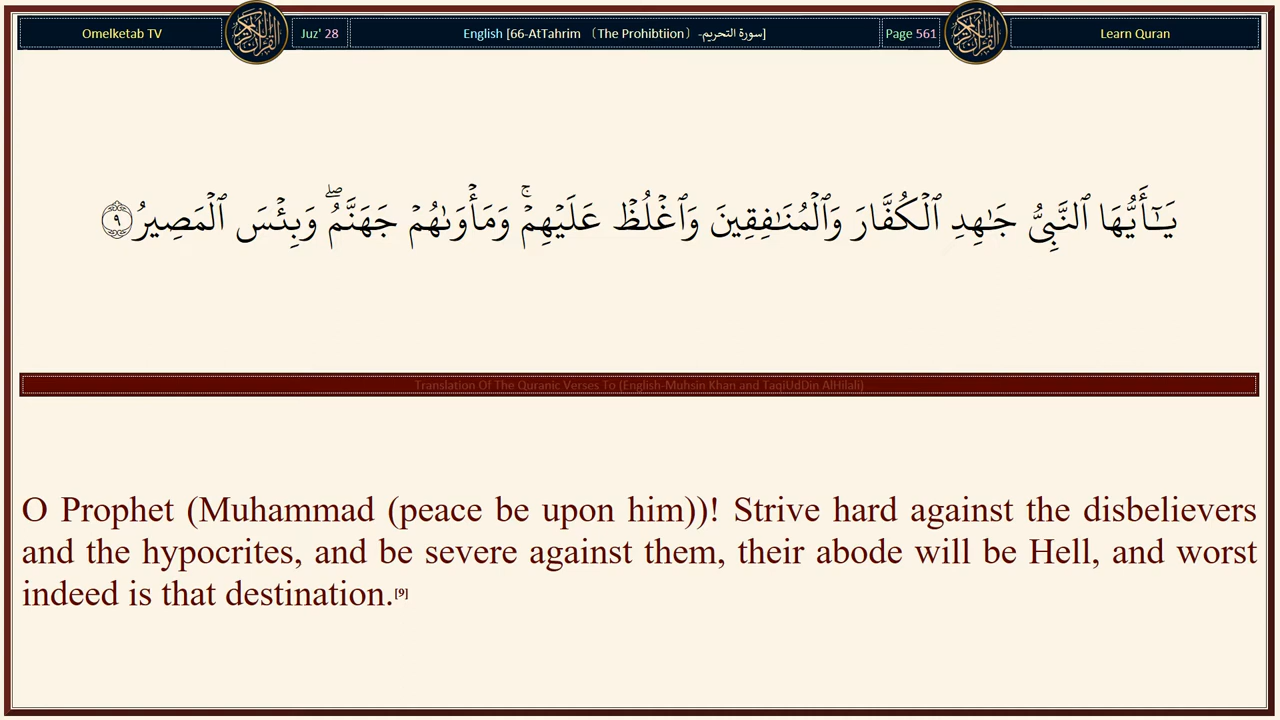 Omelketab TV
Juz' 28
English [66-AtTahrim （The Prohibtiion）-سورة التحريم]
Page 561
Learn Quran
يَـٰٓأَيُّهَا ٱلنَّبِىُّ جَـٰهِدِ ٱلْكُفَّارَ وَٱلْمُنَـٰفِقِينَ وَٱغْلُظْ عَلَيْهِمْ ۚ وَمَأْوَىٰهُمْ جَهَنَّمُ ۖ وَبِئْسَ ٱلْمَصِيرُ ٩
Translation Of The Quranic Verses To (English-Muhsin Khan and TaqiUdDin AlHilali)
O Prophet (Muhammad (peace be upon him))! Strive hard against the disbelievers
and the hypocrites, and be severe against them, their abode will be Hell, and worst
indeed is that destination.[9]